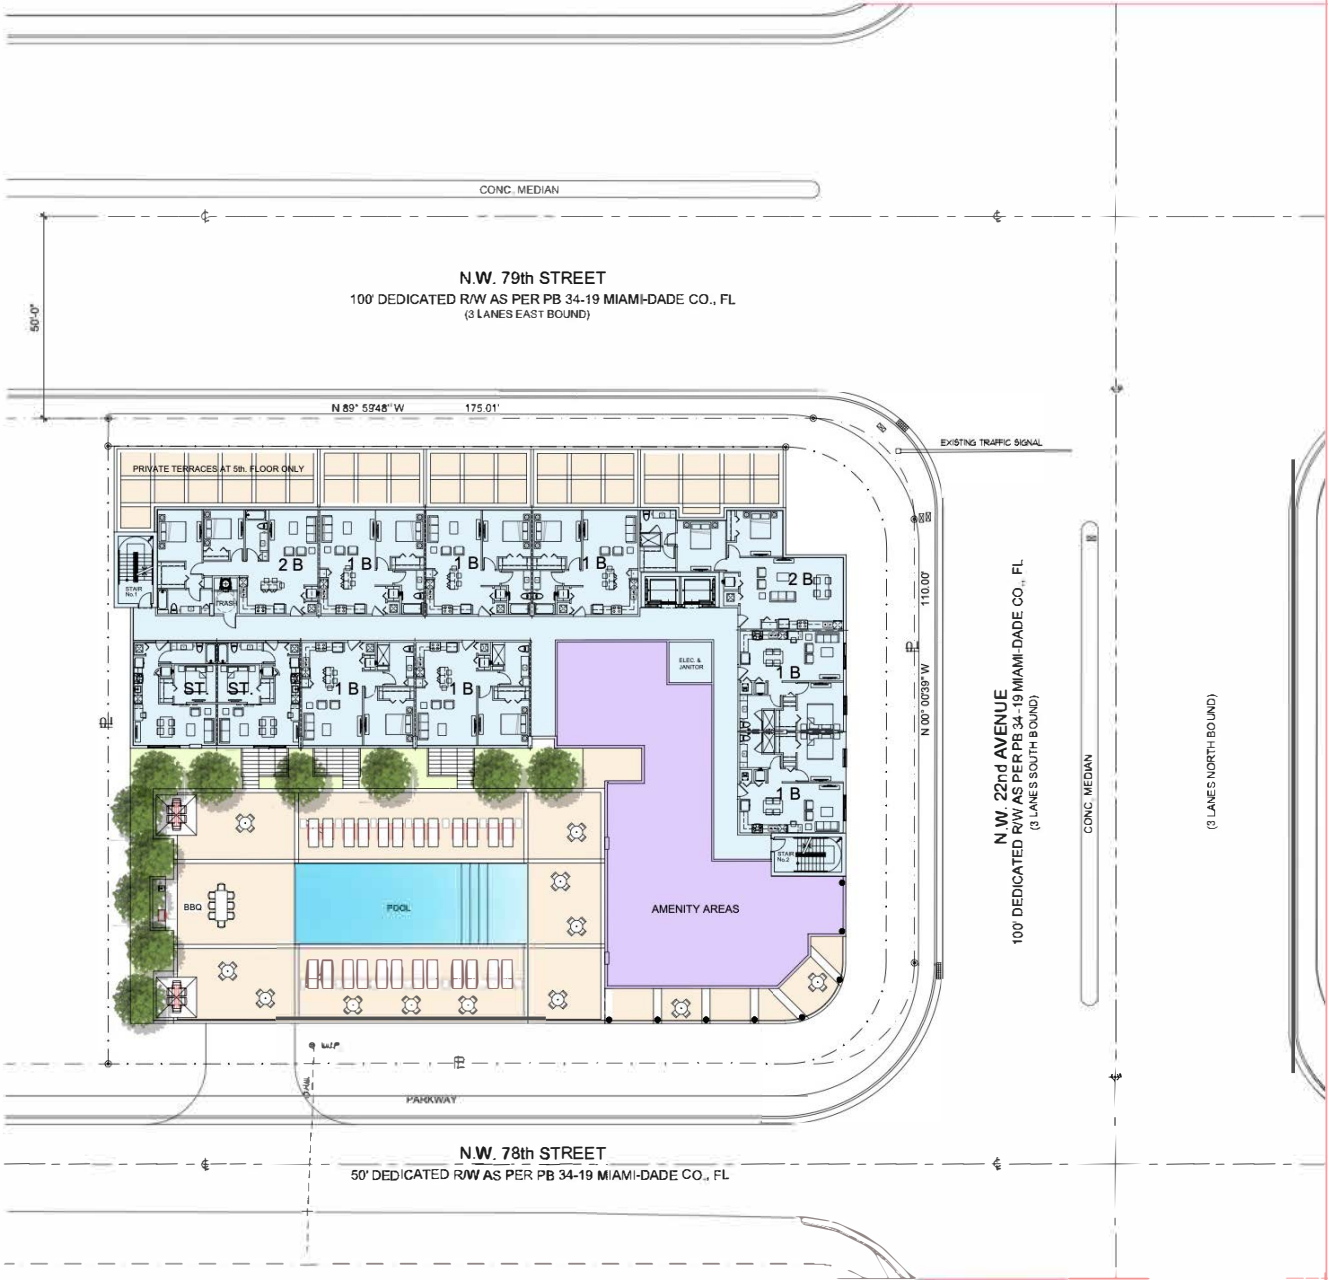 CONC. MEDIAN
50'-0"
N.W. 79th STREET
100' DEDICATED R/W AS PER PB 34-19 MIAMI-DADE CO., FL
(3 LANES EAST BOUND)
N 89° 59'48" W 175.01'
EXISTING TRAFFIC SIGNAL
PRIVATE TERRACES AT 5th. FLOOR ONLY
2 B
1 B
1 B
1 B
2 B
STAIR
No.1
TRASH
ELEC. &
JANITOR
ST.
ST.
1 B
1 B
1 B
1 B
STAIR
No.2
110.00'
N 00° 00'39" W
N.W. 22nd AVENUE
100' DEDICATED R/W AS PER PB 34-19 MIAMI-DADE CO., FL
(3 LANES SOUTH BOUND)
CONC. MEDIAN
(3 LANES NORTH BOUND)
BBQ
POOL
AMENITY AREAS
PARKWAY
N.W. 78th STREET
50' DEDICATED R/W AS PER PB 34-19 MIAMI-DADE CO., FL